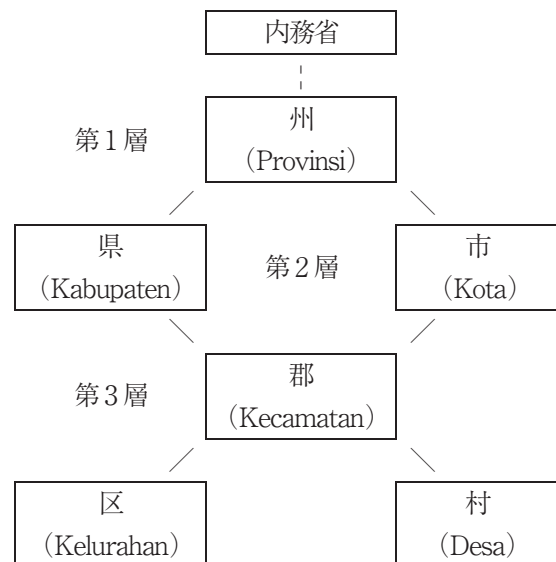 内務省
第1層
州
(Provinsi)
県
(Kabupaten)
第2層
市
(Kota)
第3層
郡
(Kecamatan)
区
(Kelurahan)
村
(Desa)